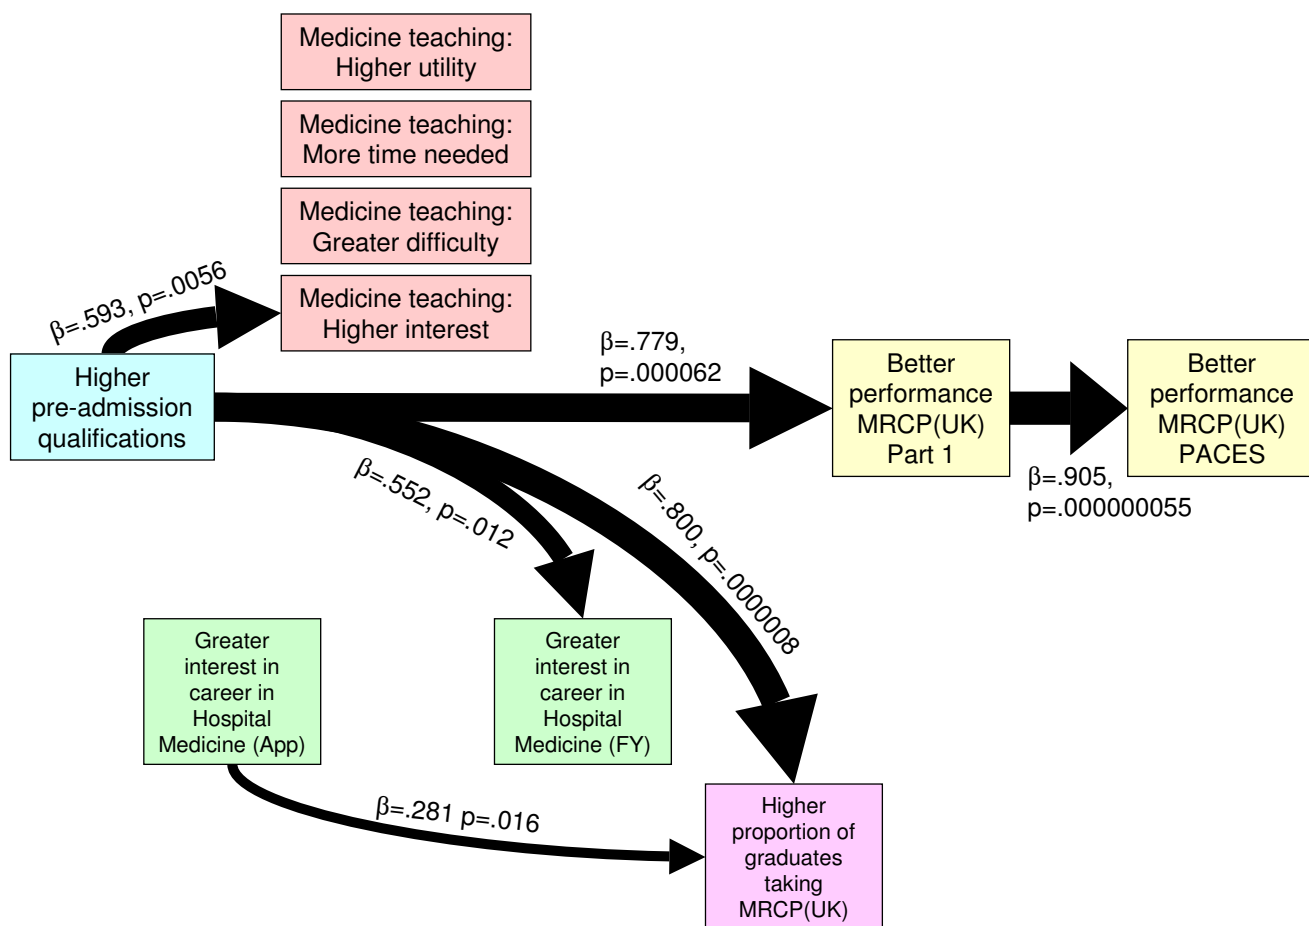 Medicine teaching:
Higher utility
Medicine teaching:
More time needed
Medicine teaching:
Greater difficulty
Medicine teaching:
Higher interest
β=.593, p=.0056
Higher
pre-admission
qualifications
β=.779,
p=.000062
Better
performance
MRCP(UK)
Part 1
Better
performance
MRCP(UK)
PACES
β=.905,
p=.000000055
β=.552, p=.012
β=.800, p=.0000008
Greater
interest in
career in
Hospital
Medicine (App)
Greater
interest in
career in
Hospital
Medicine (FY)
β=.281 p=.016
Higher
proportion of
graduates
taking
MRCP(UK)